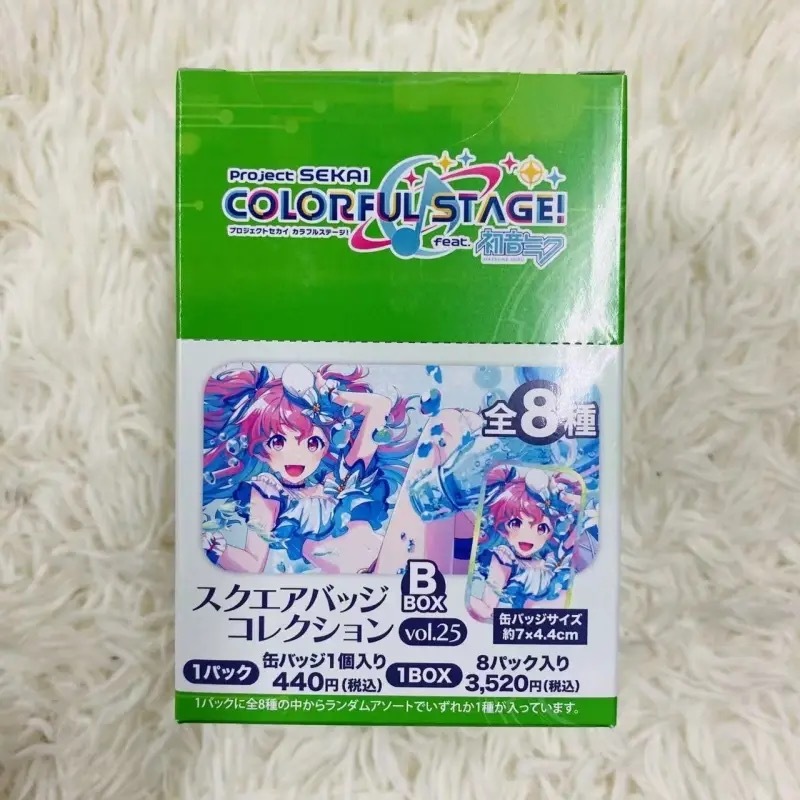 Project SEKAI
COLORFUL STAGE!
プロジェクトセカイ カラフルステージ!
feat. 初音ミク
HATSUNE MIKU
全8種
スクエアバッジ
コレクション
B
BOX
vol.25
缶バッジサイズ
約7×4.4cm
1パック
缶バッジ1個入り
440円(税込)
1BOX
8パック入り
3,520円(税込)
1パックに全8種の中からランダムアソートでいずれか1種が入っています。